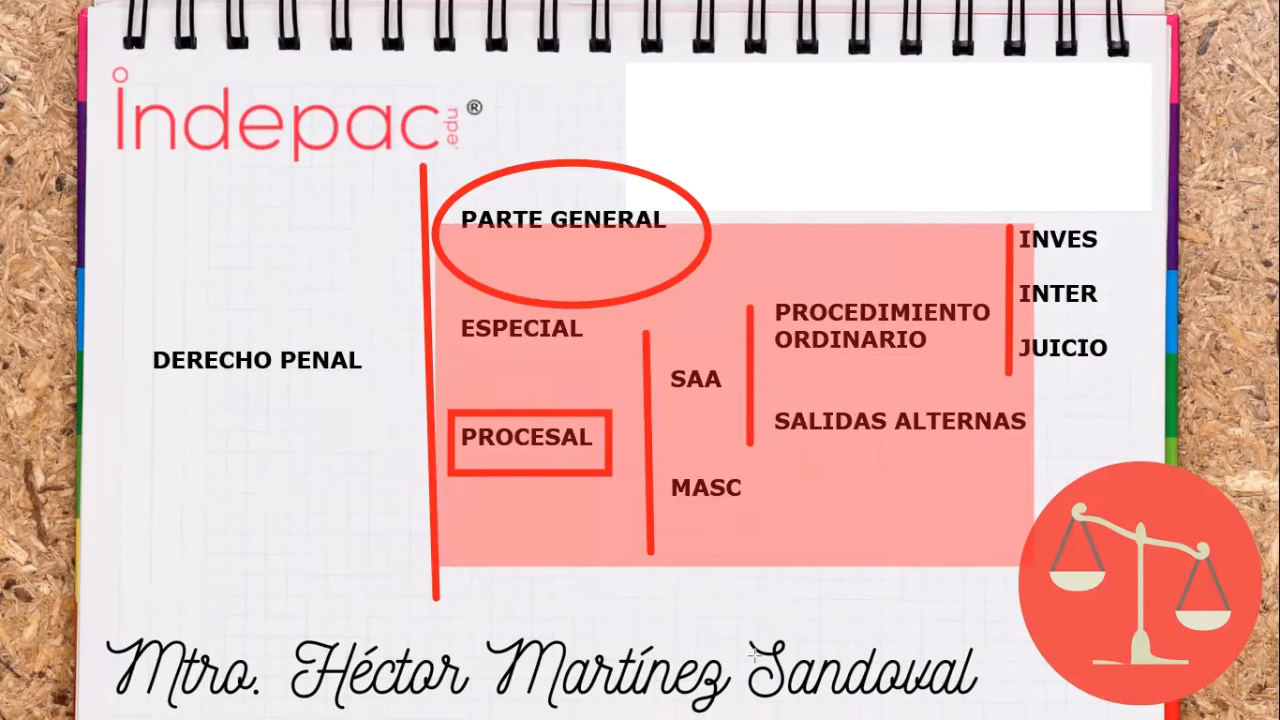 indepac.edu ®
PARTE GENERAL
INVES
INTER
PROCEDIMIENTO
ORDINARIO
ESPECIAL
JUICIO
DERECHO PENAL
SAA
SALIDAS ALTERNAS
PROCESAL
MASC
Mtro. Héctor Martínez Sandoval